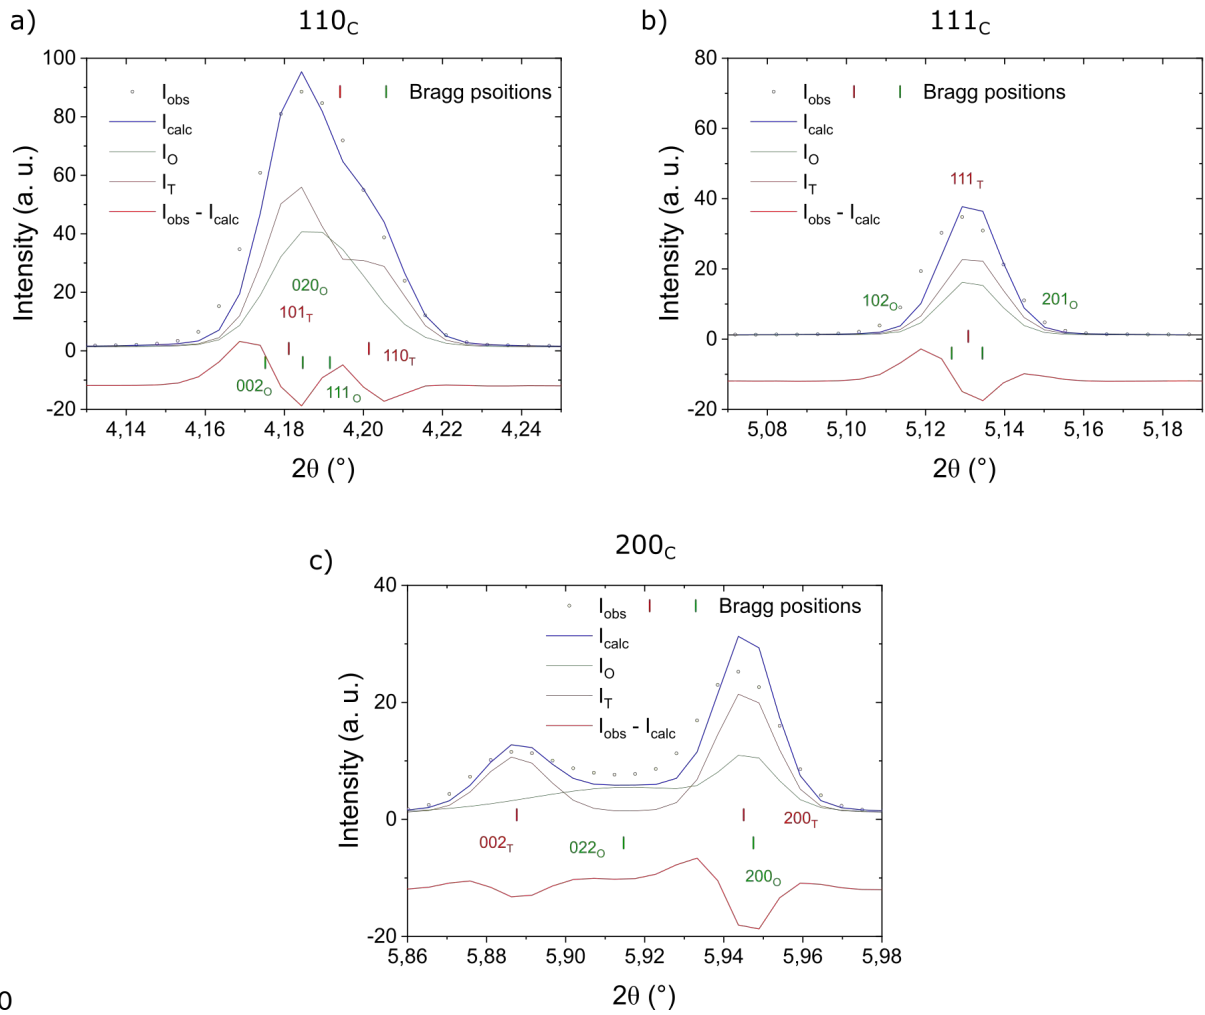 a)
110C
100
80
60
40
20
0
-20
Intensity (a. u.)
Iobs
Bragg psoitions
Icalc
IO
IT
Iobs - Icalc
020O
101T
110T
002O
111O
4,14
4,16
4,18
4,20
4,22
4,24
2θ (°)
b)
111C
80
60
40
20
0
-20
Intensity (a. u.)
Iobs
Bragg positions
Icalc
IO
IT
Iobs - Icalc
111T
102O
201O
5,08
5,10
5,12
5,14
5,16
5,18
2θ (°)
c)
200C
40
20
0
-20
Intensity (a. u.)
Iobs
Bragg positions
Icalc
IO
IT
Iobs - Icalc
002T
022O
200T
200O
5,86
5,88
5,90
5,92
5,94
5,96
5,98
2θ (°)
0